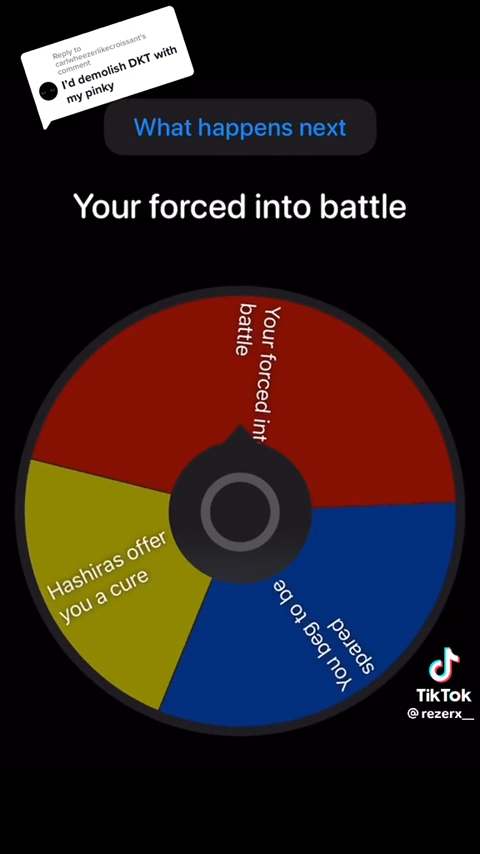 Reply to
carlwheezerlikecroissant's
comment
I'd demolish DKT with
my pinky
What happens next
Your forced into battle
Your forced int
battle
Hashiras offer
you a cure
You beg to be
spared
TikTok
@rezerx__